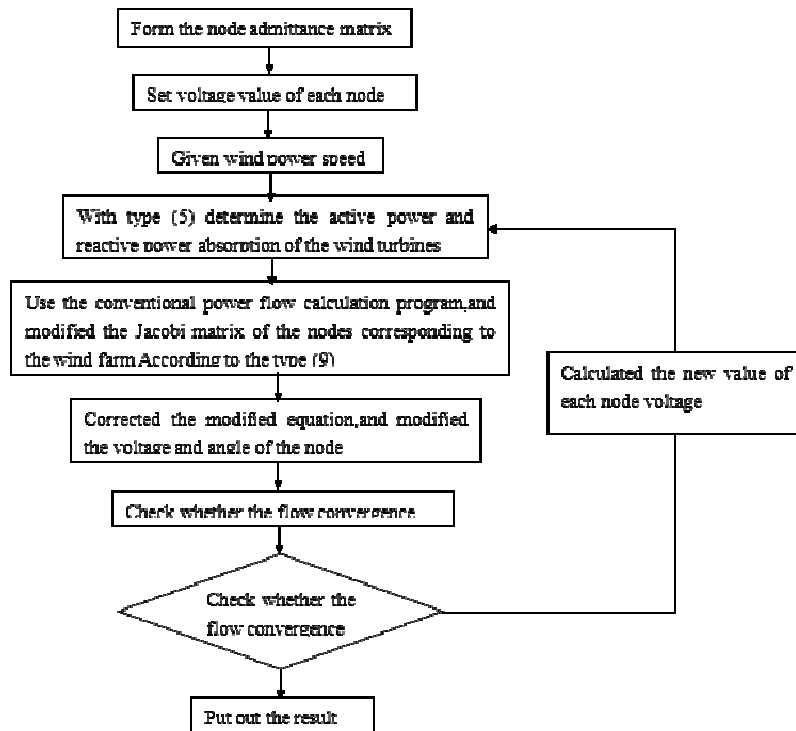 Form the node admittance matrix
Set voltage value of each node
Given wind power speed
With type (5) determine the active power and
reactive power absorption of the wind turbines
Use the conventional power flow calculation program,and
modified the Jacobi matrix of the nodes corresponding to
the wind farm.According to the type (9)
Corrected the modified equation,and modified
the voltage and angle of the node
Check whether the flow convergence
Check whether the
flow convergence
Put out the result
Calculated the new value of
each node voltage